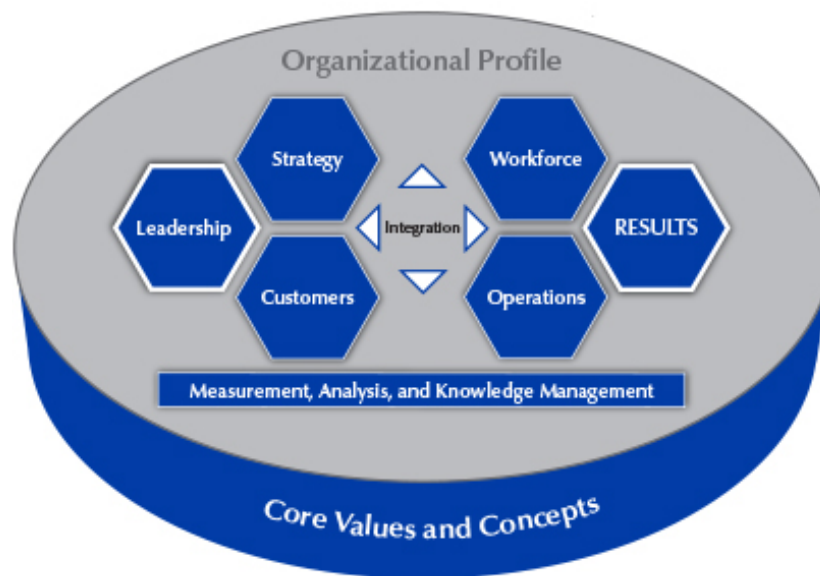 Organizational Profile
Strategy
Workforce
Leadership
Integration
RESULTS
Customers
Operations
Measurement, Analysis, and Knowledge Management
Core Values and Concepts